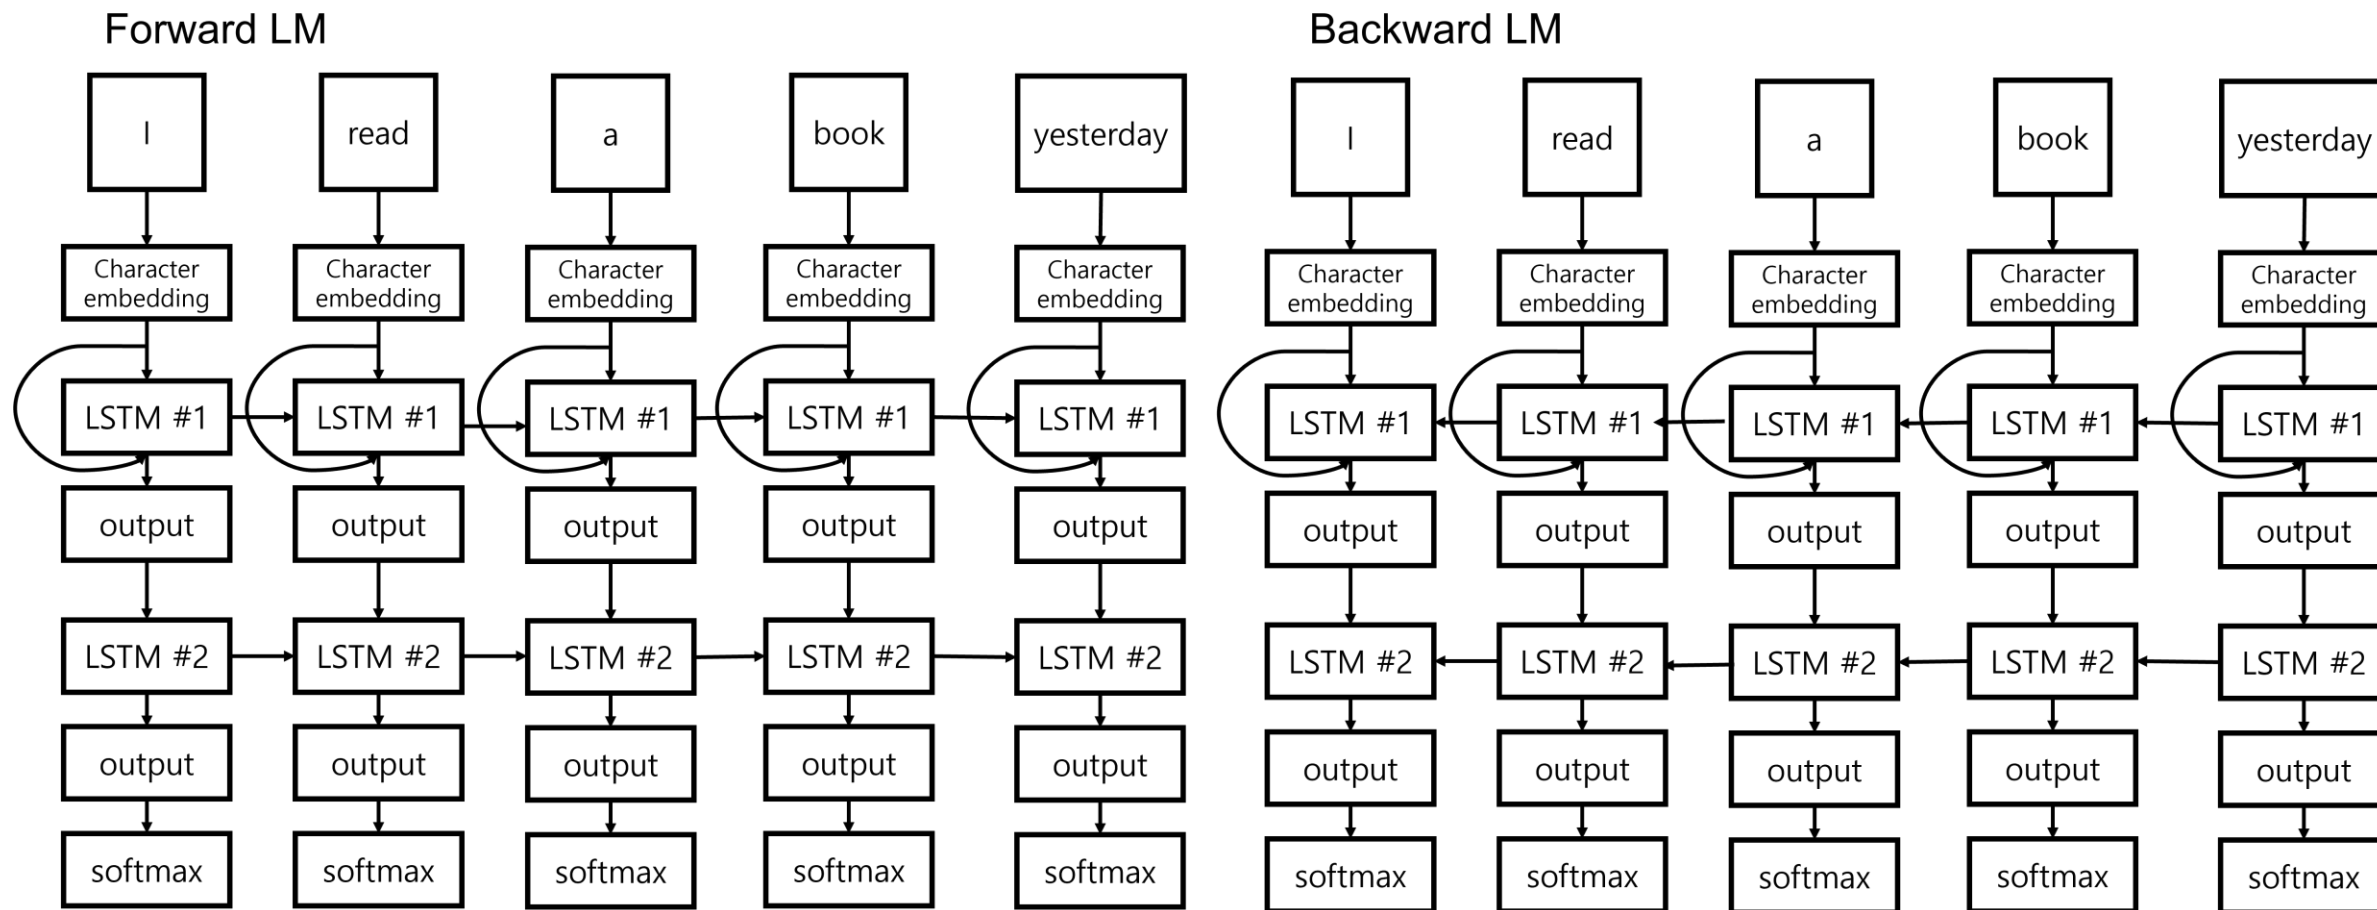 Forward LM
I
read
a
book
yesterday
Character
embedding
Character
embedding
Character
embedding
Character
embedding
Character
embedding
LSTM #1
LSTM #1
LSTM #1
LSTM #1
LSTM #1
output
output
output
output
output
LSTM #2
LSTM #2
LSTM #2
LSTM #2
LSTM #2
output
output
output
output
output
softmax
softmax
softmax
softmax
softmax
Backward LM
I
read
a
book
yesterday
Character
embedding
Character
embedding
Character
embedding
Character
embedding
Character
embedding
LSTM #1
LSTM #1
LSTM #1
LSTM #1
LSTM #1
output
output
output
output
output
LSTM #2
LSTM #2
LSTM #2
LSTM #2
LSTM #2
output
output
output
output
output
softmax
softmax
softmax
softmax
softmax